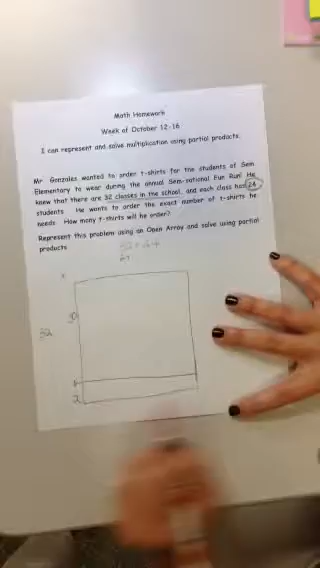 Math Homework
Week of October 12-16
I can represent and solve multiplication using partial products.
Mr. Gonzales wanted to order t-shirts for the students of Sem
Elementary to wear during the annual Sem-sational Fun Run! He
knew that there are 32 classes in the school, and each class has 24
students. He wants to order the exact number of t-shirts he
needs. How many t-shirts will he order?
Represent this problem using an Open Array and solve using partial
products.
32 x 24
32
2